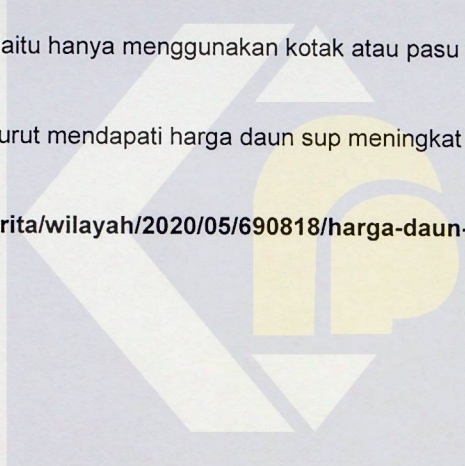 aitu hanya menggunakan kotak atau pasu
urut mendapati harga daun sup meningkat
rita/wilayah/2020/05/690818/harga-daun-